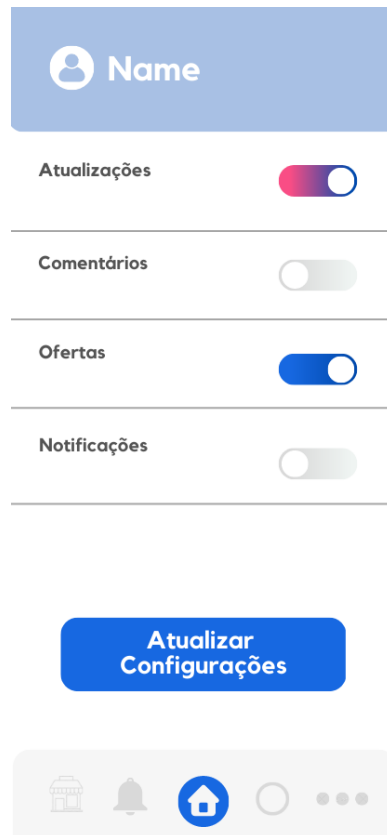 Name
Atualizações
Comentários
Ofertas
Notificações
Atualizar
Configurações